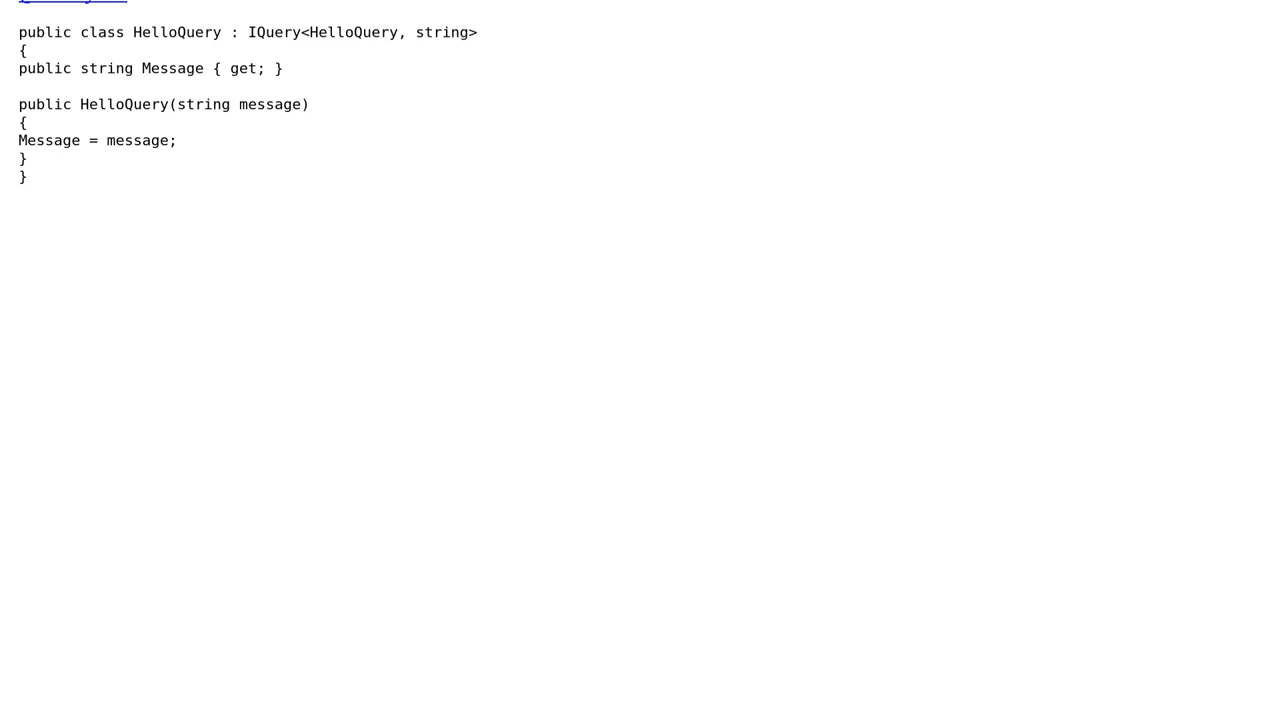 public class HelloQuery : IQuery<HelloQuery, string>
{
public string Message { get; }

public HelloQuery(string message)
{
Message = message;
}
}